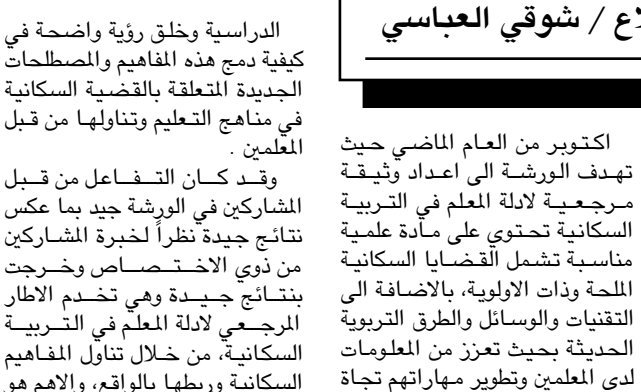 لاع / شوقي العباسي
اكتوبر من العام الماضي حيث
تهدف الورشة الى اعداد وثيقة
مرجعية لادلة المعلم في التربية
السكانية تحتوي على مادة علمية
مناسبة تشمل القضايا السكانية
الملحة وذات الاولوية، بالاضافة الى
التقنيات والوسائل والطرق التربوية
الحديثة بحيث تعزز من المعلومات
لدى المعلمين وتطوير مهاراتهم تجاة
الدراسية وخلق رؤية واضحة في
كيفية دمج هذه المفاهيم والمصطلحات
الجديدة المتعلقة بالقضية السكانية
في مناهج التعليم وتناولها من قبل
المعلمين .
وقد كان التفاعل من قبل
المشاركين في الورشة جيد بما عكس
نتائج جيدة نظراً لخبرة المشاركين
من ذوي الاختصاص وخرجت
بنتائج جيدة وهي تخدم الاطار
المرجعي لادلة المعلم في التربية
السكانية، من خلال تناول المفاهيم
السكانية وربطها بالواقع، والاهم هو